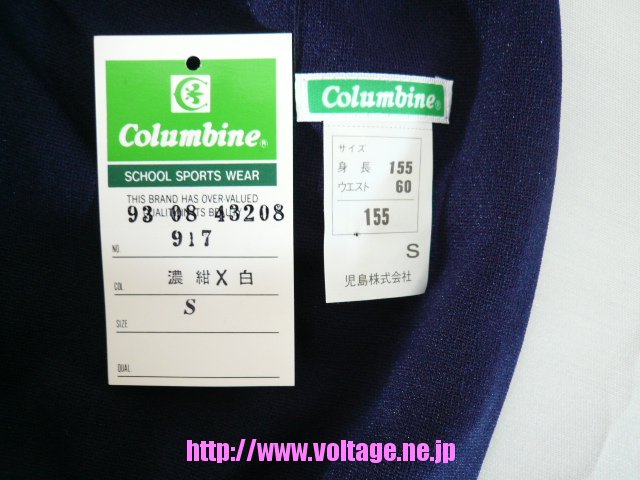 Columbine®
SCHOOL SPORTS WEAR
THIS BRAND HAS OVER-VALUED
93 08 43208
NO. 917
COL. 濃紺X白
SIZE S
QUAL.
Columbine®
サイズ
身長 155
ウエスト 60
155
S
児島株式会社
http://www.voltage.ne.jp